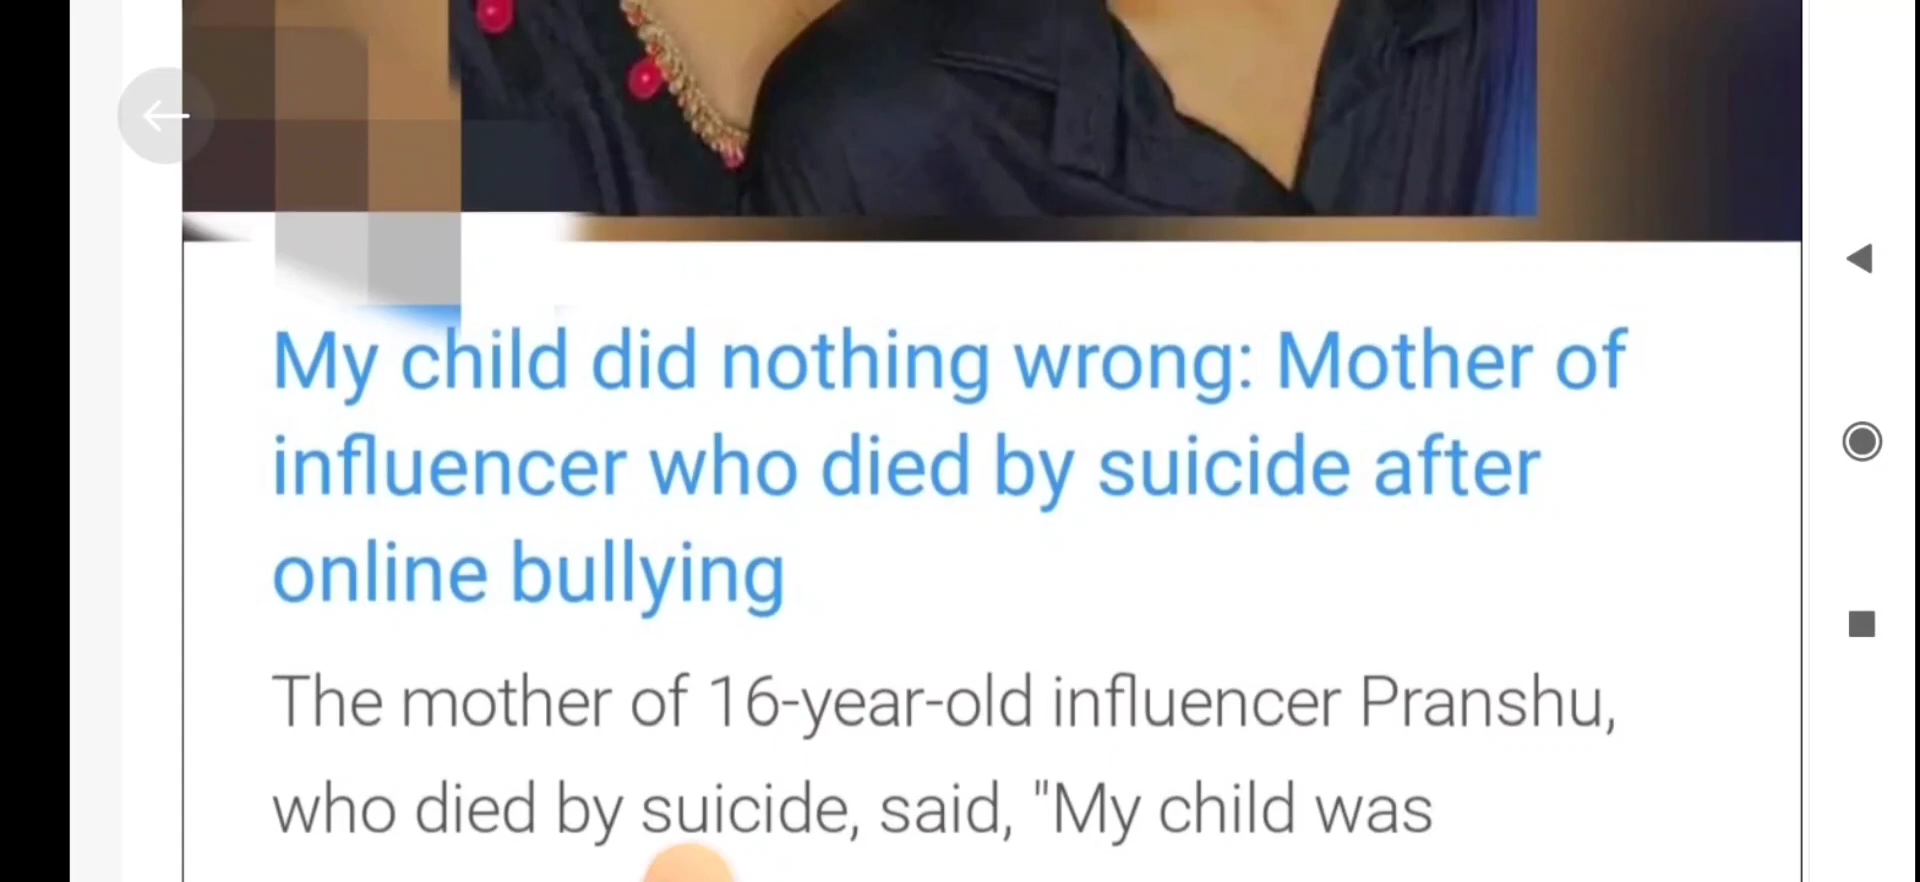 My child did nothing wrong: Mother of
influencer who died by suicide after
online bullying
The mother of 16-year-old influencer Pranshu,
who died by suicide, said, "My child was